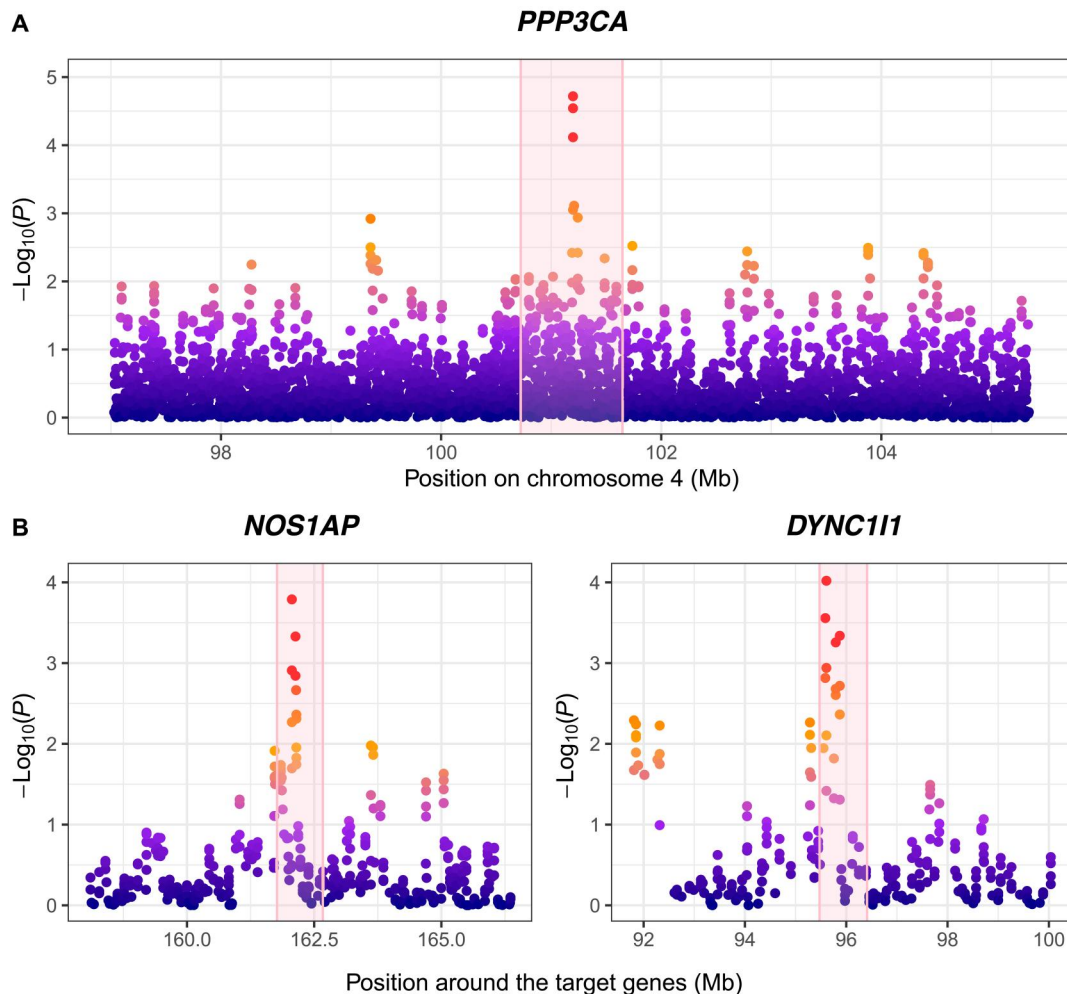 A
PPP3CA
5
4
3
2
1
0
−Log10(P)
98 100 102 104
Position on chromosome 4 (Mb)
B
NOS1AP
DYNC1I1
4
3
2
1
0
−Log10(P)
160.0 162.5 165.0
4
3
2
1
0
−Log10(P)
92 94 96 98 100
Position around the target genes (Mb)